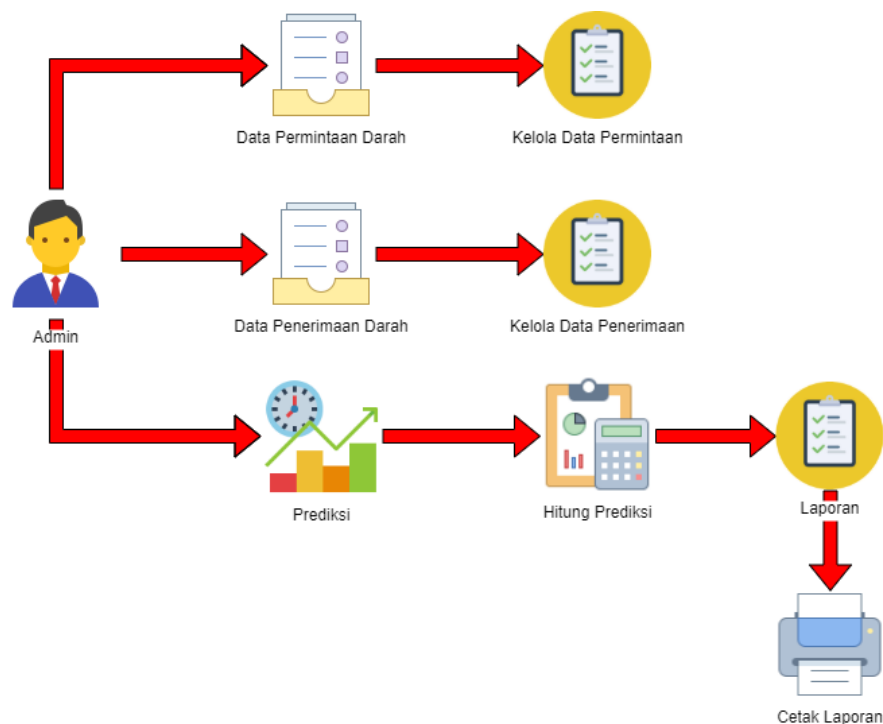 Data Permintaan Darah
Kelola Data Permintaan
Admin
Data Penerimaan Darah
Kelola Data Penerimaan
Prediksi
Hitung Prediksi
Laporan
Cetak Laporan